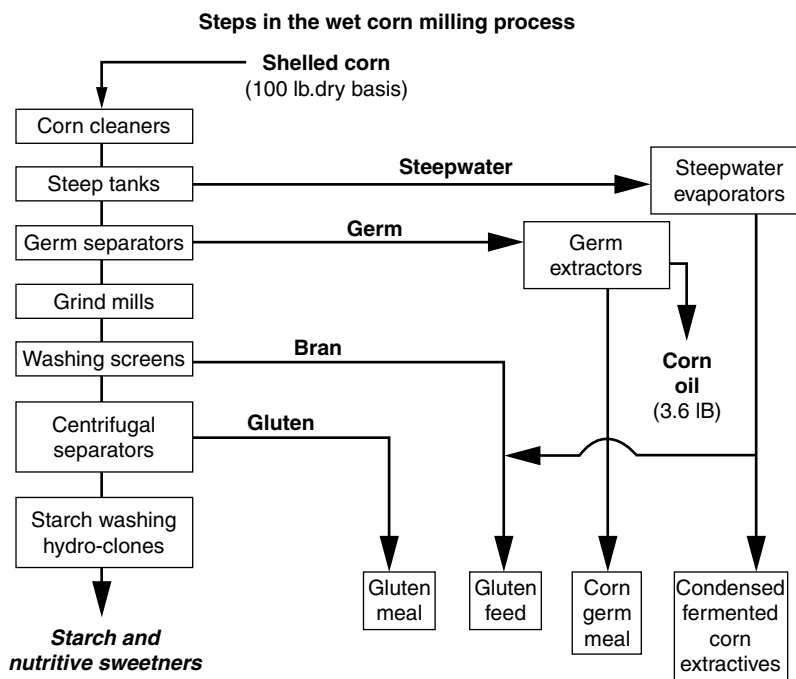 Steps in the wet corn milling process
Shelled corn
(100 lb.dry basis)
Corn cleaners
Steep tanks
Steepwater
Steepwater
evaporators
Germ separators
Germ
Germ
extractors
Grind mills
Washing screens
Bran
Corn
oil
(3.6 lB)
Centrifugal
separators
Gluten
Starch washing
hydro-clones
Gluten
meal
Gluten
feed
Corn
germ
meal
Condensed
fermented
corn
extractives
Starch and
nutritive sweetners